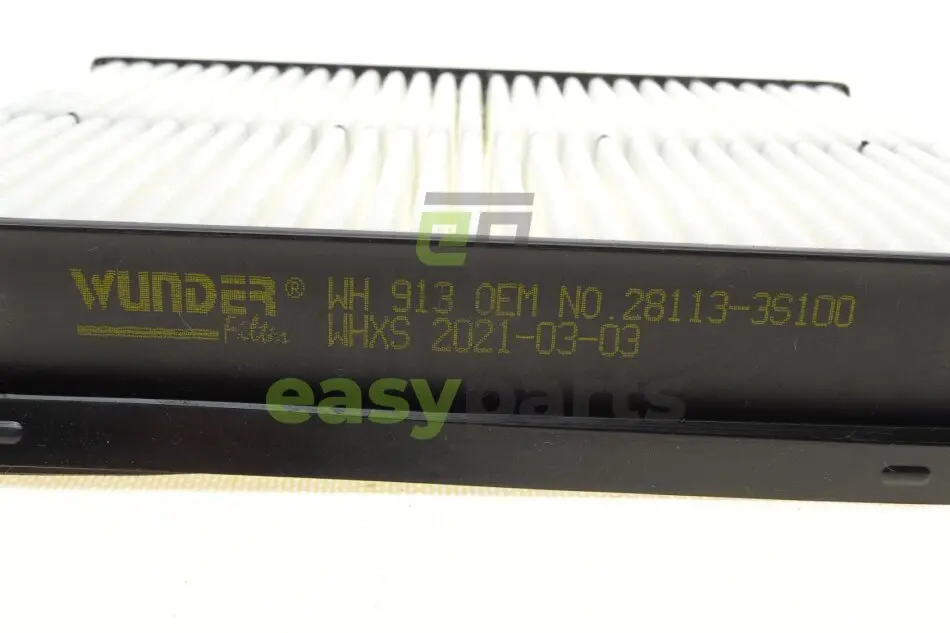 WUNDER® WH 913 OEM NO.28113-3S100
Filter WHXS 2021-03-03
easyparts